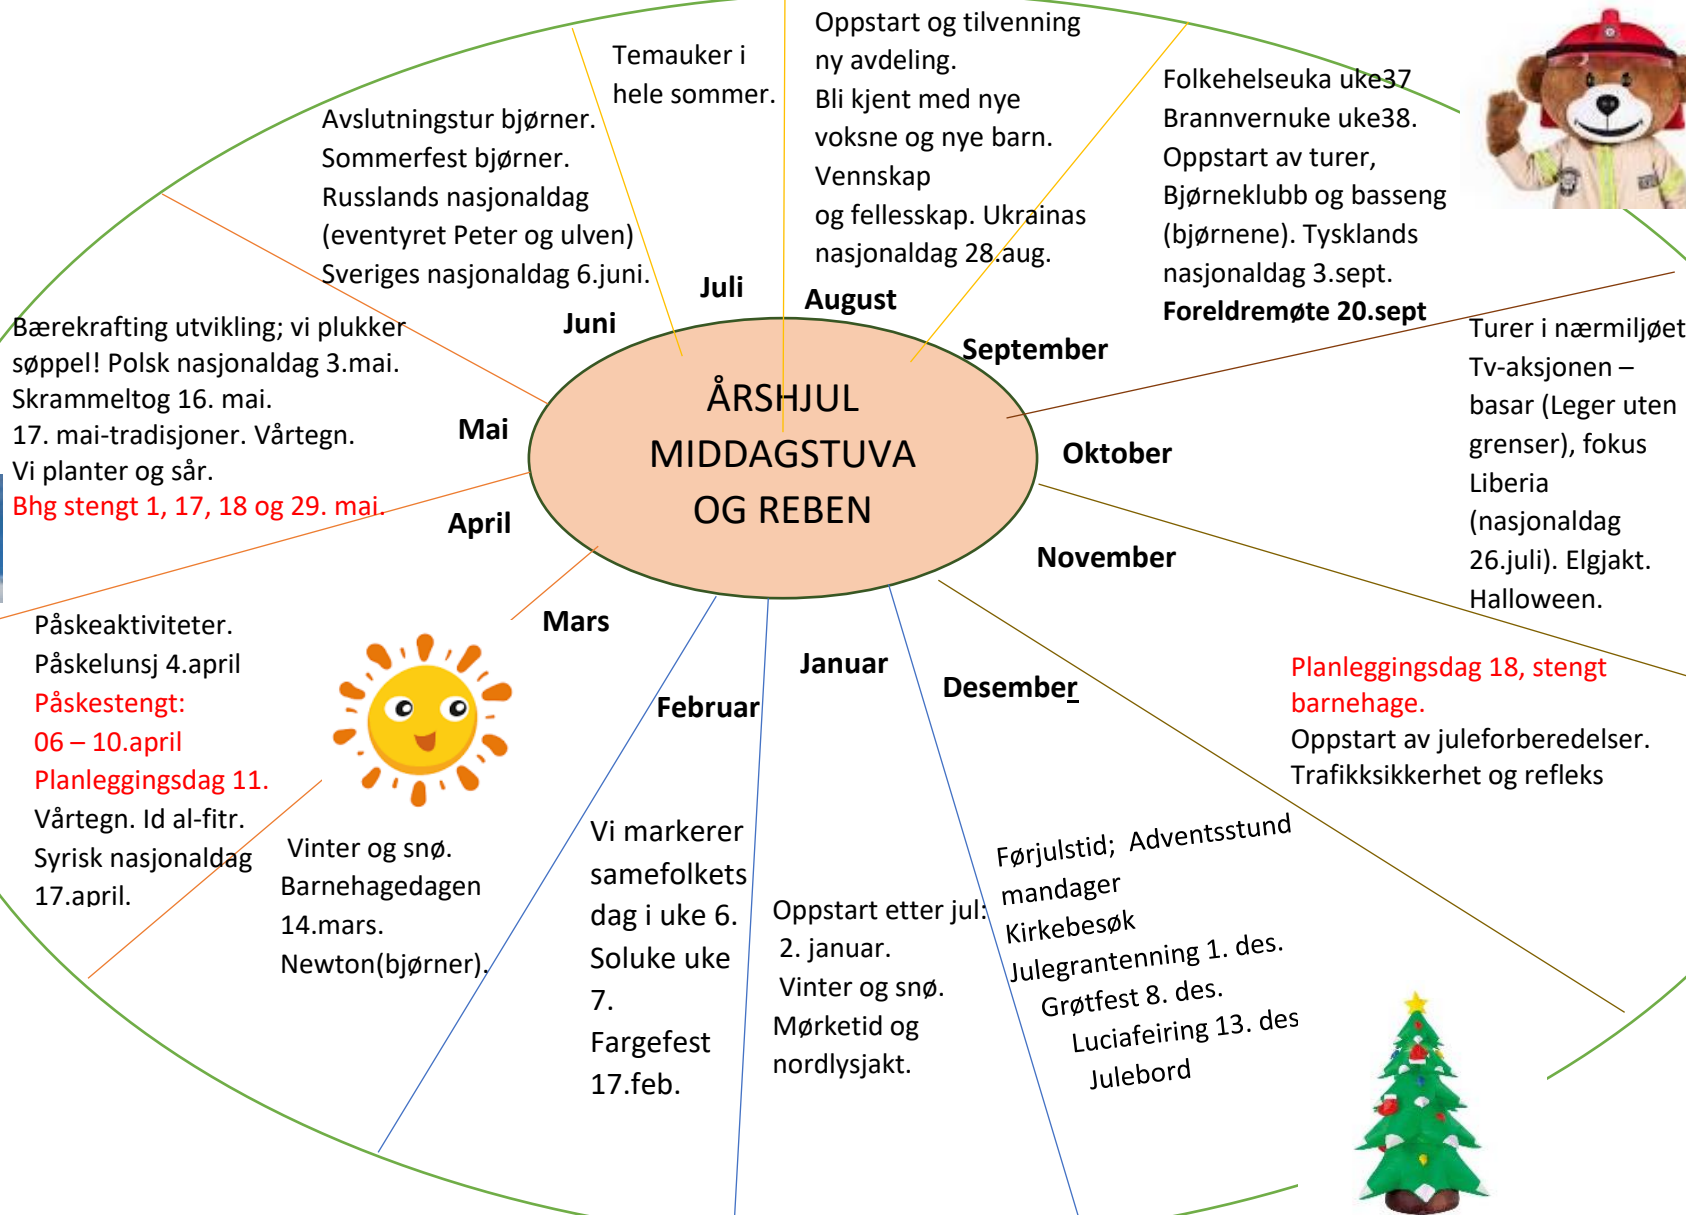 ÅRSHJUL
MIDDAGSTUVA
OG REBEN
Juli
Temauker i
hele sommer.
August
Oppstart og tilvenning
ny avdeling.
Bli kjent med nye
voksne og nye barn.
Vennskap
og fellesskap. Ukrainas
nasjonaldag 28.aug.
September
Folkehelseuka uke37
Brannvernuke uke38.
Oppstart av turer,
Bjørneklubb og basseng
(bjørnene). Tysklands
nasjonaldag 3.sept.
Foreldremøte 20.sept
Oktober
Turer i nærmiljøet
Tv-aksjonen –
basar (Leger uten
grenser), fokus
Liberia
(nasjonaldag
26.juli). Elgjakt.
Halloween.
November
Planleggingsdag 18, stengt
barnehage.
Oppstart av juleforberedelser.
Trafikksikkerhet og refleks
Desember
Førjulstid; Adventsstund
mandager
Kirkebesøk
Julegrantenning 1. des.
Grøtfest 8. des.
Luciafeiring 13. des
Julebord
Januar
Oppstart etter jul:
2. januar.
Vinter og snø.
Mørketid og
nordlysjakt.
Februar
Vi markerer
samefolkets
dag i uke 6.
Soluke uke
7.
Fargefest
17.feb.
Mars
Vinter og snø.
Barnehagedagen
14.mars.
Newton(bjørner).
April
Påskeaktiviteter.
Påskelunsj 4.april
Påskestengt:
06 – 10.april
Planleggingsdag 11.
Vårtegn. Id al-fitr.
Syrisk nasjonaldag
17.april.
Mai
Bærekrafting utvikling; vi plukker
søppel! Polsk nasjonaldag 3.mai.
Skrammeltog 16. mai.
17. mai-tradisjoner. Vårtegn.
Vi planter og sår.
Bhg stengt 1, 17, 18 og 29. mai.
Juni
Avslutningstur bjørner.
Sommerfest bjørner.
Russlands nasjonaldag
(eventyret Peter og ulven)
Sveriges nasjonaldag 6.juni.